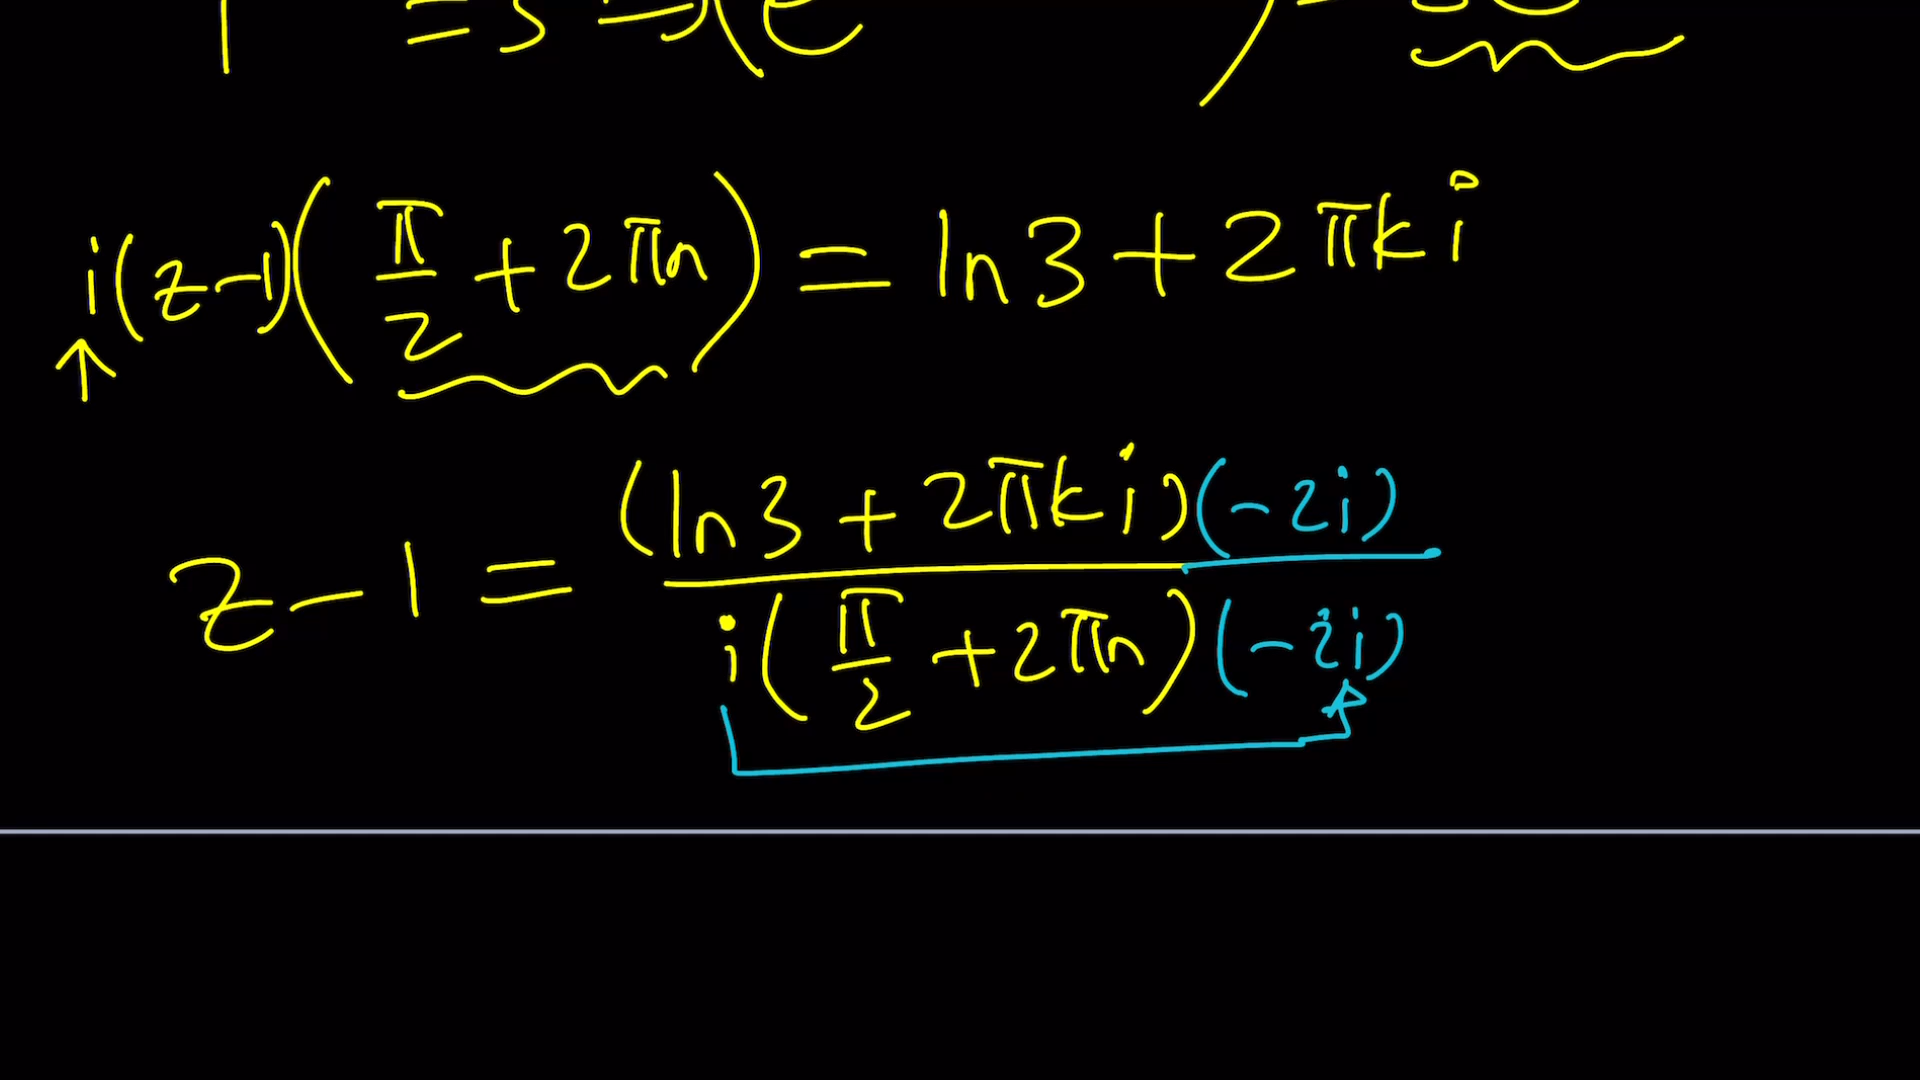 i(z-1)(π/2 + 2πn) = ln3 + 2πki
z - 1 = (ln3 + 2πki)(-2i) / i(π/2 + 2πn)(-2i)